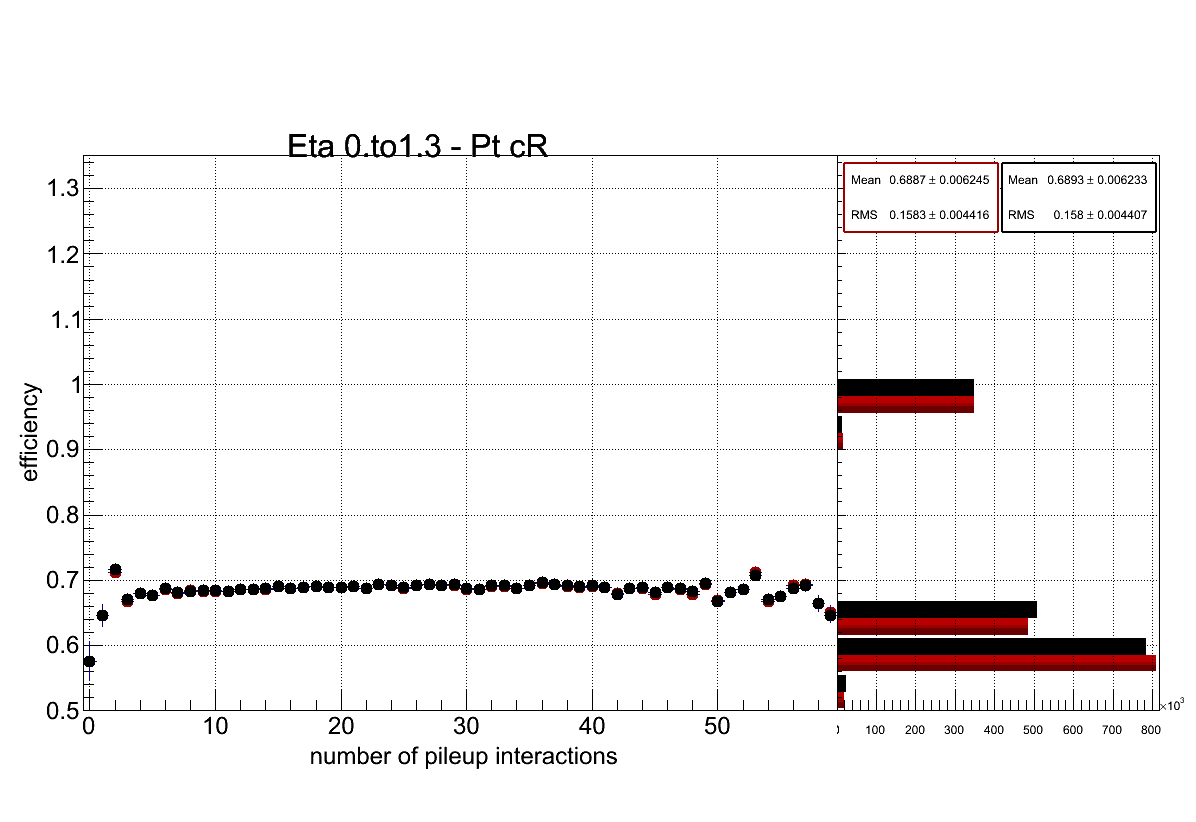 Eta 0.to1.3 - Pt cR
Mean 0.6887 ± 0.006245
RMS 0.1583 ± 0.004416
Mean 0.6893 ± 0.006233
RMS 0.158 ± 0.004407
efficiency
1.3
1.2
1.1
1
0.9
0.8
0.7
0.6
0.5
0 10 20 30 40 50
number of pileup interactions
100 200 300 400 500 600 700 800
×10³